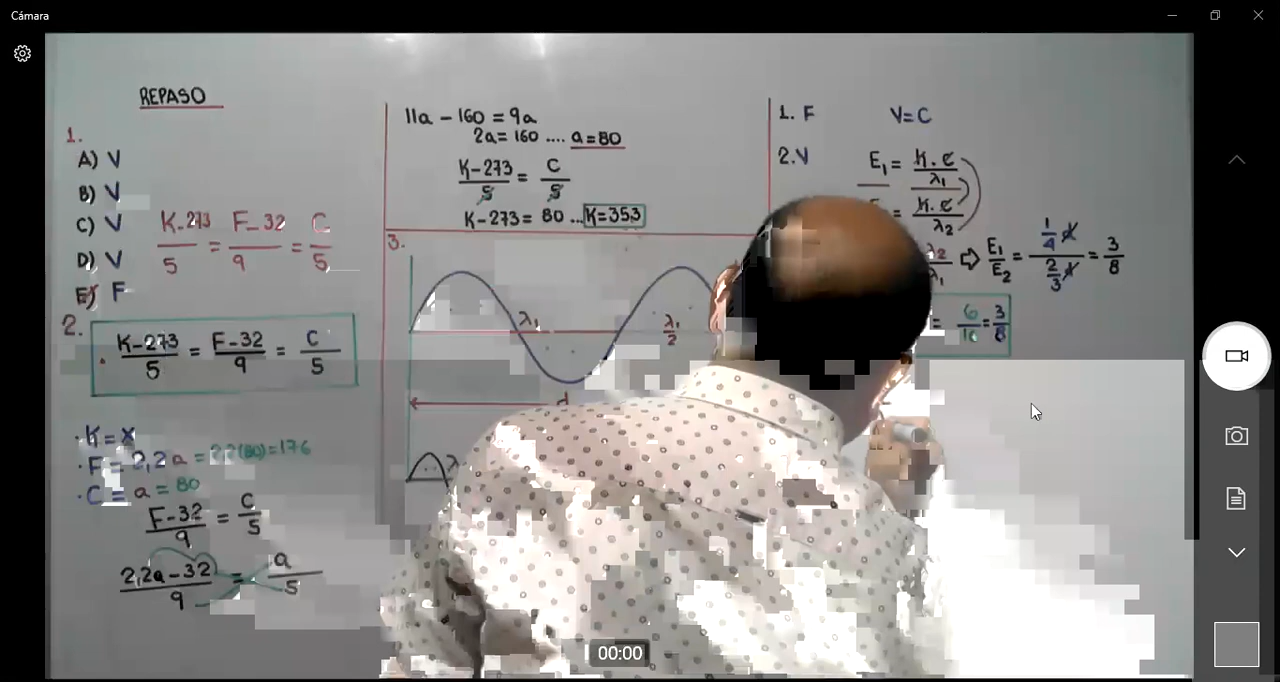 Cámara
REPASO
1.
A) V
B) V
C) V
D) V
E) F
K-273/5 = F-32/9 = C/5
2.
K-273/5 = F-32/9 = C/5
· K = x
· F = 2,2a = 2,2(80) = 176
· C = a = 80
F-32/9 = C/5
2,2a-32/9 = a/5
11a - 160 = 9a
2a = 160 .... a = 80
K-273/5 = C/5
K-273 = 80 ... K=353
3.
λ1
λ1/2
d
λ
1. F
V=C
2. V
E1 = K.C/λ1
= K.C/λ2
λ2/λ1 ⇨ E1/E2 = 1/4 d / 2/3 d = 3/8
= 6/16 = 3/8
00:00